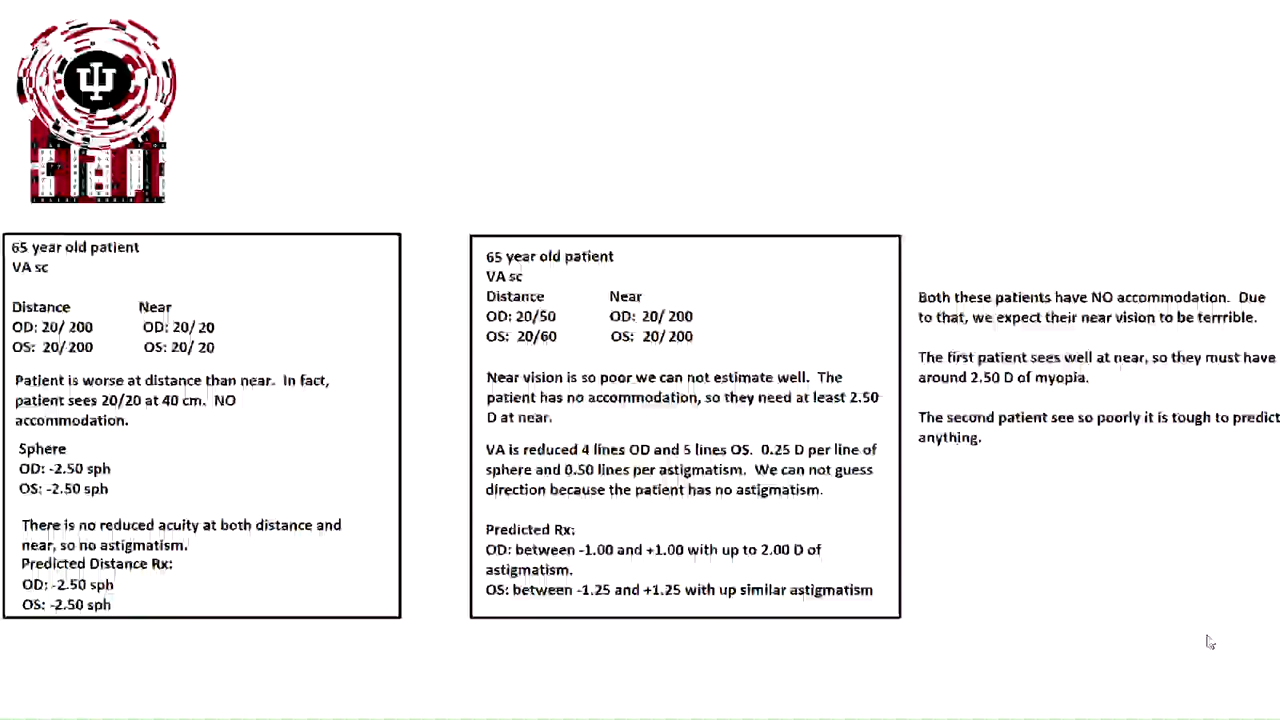 65 year old patient
VA sc
Distance Near
OD: 20/ 200 OD: 20/ 20
OS: 20/ 200 OS: 20/ 20
Patient is worse at distance than near. In fact,
patient sees 20/20 at 40 cm. NO
accommodation.
Sphere
OD: -2.50 sph
OS: -2.50 sph
There is no reduced acuity at both distance and
near, so no astigmatism.
Predicted Distance Rx:
OD: -2.50 sph
OS: -2.50 sph
65 year old patient
VA sc
Distance Near
OD: 20/50 OD: 20/ 200
OS: 20/60 OS: 20/ 200
Near vision is so poor we can not estimate well. The
patient has no accommodation, so they need at least 2.50
D at near.
VA is reduced 4 lines OD and 5 lines OS. 0.25 D per line of
sphere and 0.50 lines per astigmatism. We can not guess
direction because the patient has no astigmatism.
Predicted Rx:
OD: between -1.00 and +1.00 with up to 2.00 D of
astigmatism.
OS: between -1.25 and +1.25 with up similar astigmatism
Both these patients have NO accommodation. Due
to that, we expect their near vision to be terrrible.
The first patient sees well at near, so they must have
around 2.50 D of myopia.
The second patient see so poorly it is tough to predict
anything.